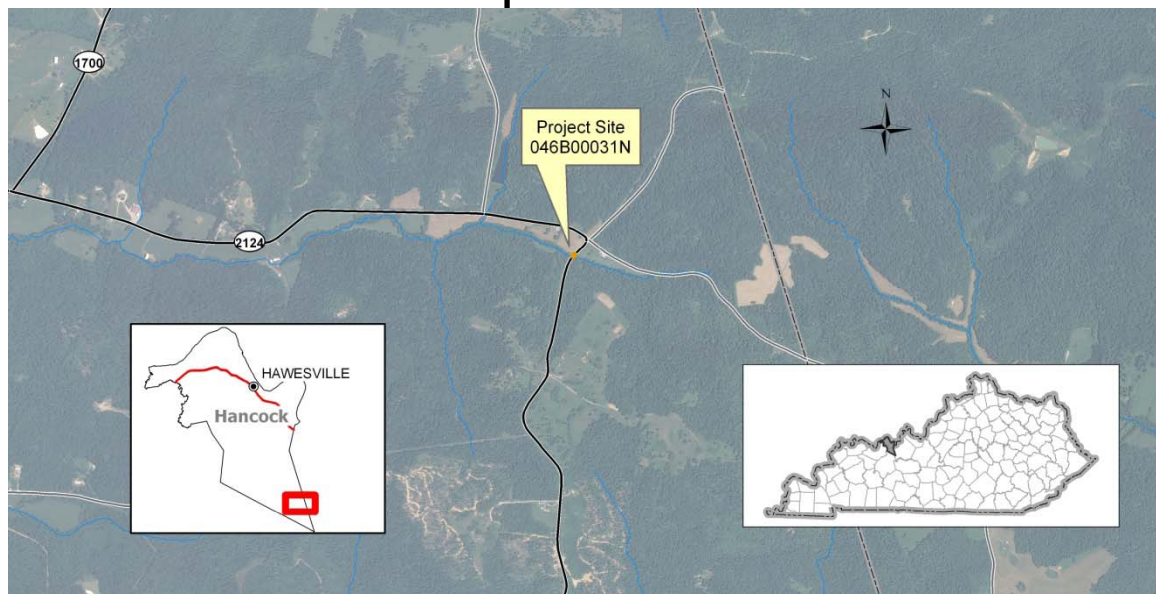 1700
N
Project Site
046B00031N
2124
HAWESVILLE
Hancock